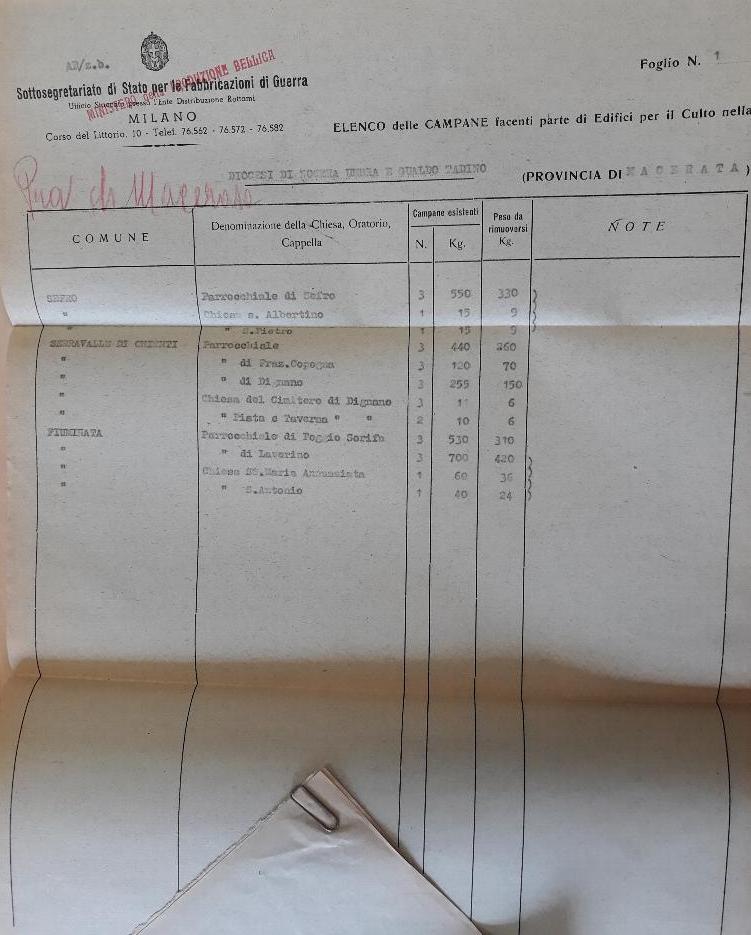 AB/z.b.
Foglio N. 1
MINISTERO della PRODUZIONE BELLICA
Sottosegretariato di Stato per le Fabbricazioni di Guerra
Ufficio Staccato presso l'Ente Distribuzione Rottami
MILANO
Corso del Littorio, 10 - Telef. 76.562 - 76.572 - 76.582
ELENCO delle CAMPANE facenti parte di Edifici per il Culto nella
DIOCESI DI NOCERA UMBRA E GUALDO TADINO (PROVINCIA DI MACERATA)
di Macerata
COMUNE Denominazione della Chiesa, Oratorio, Cappella Campane esistenti N. Kg. Peso da rimuoversi Kg. NOTE
SEFRO Parrocchiale di Sefro 3 550 330
" Chiesa s. Albertino 1 15 9
" " S.Pietro 1 15 9
SERRAVALLE DI CHIENTI Parrocchiale 3 440 260
" " di Fraz.Copogna 3 120 70
" " di Dignano 3 255 150
" Chiesa del Cimitero di Dignano 3 11 6
" " Pista e Taverna " " 2 10 6
FIUMINATA Parrocchiale di Poggio Sorifa 3 530 310
" " di Laverino 3 700 420
" Chiesa SS.Maria Annunziata 1 60 36
" " S.Antonio 1 40 24